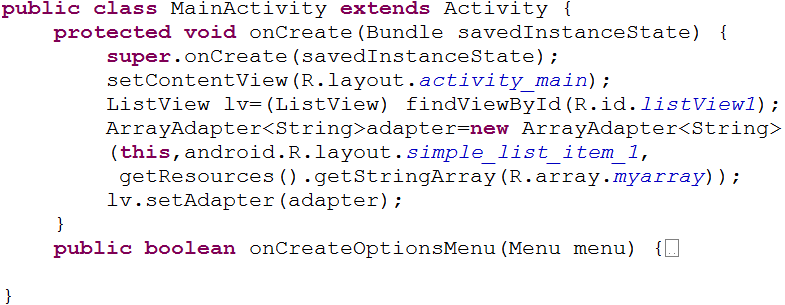 public class MainActivity extends Activity {
    protected void onCreate(Bundle savedInstanceState) {
        super.onCreate(savedInstanceState);
        setContentView(R.layout.activity_main);
        ListView lv=(ListView) findViewById(R.id.listView1);
        ArrayAdapter<String>adapter=new ArrayAdapter<String>
        (this,android.R.layout.simple_list_item_1,
         getResources().getStringArray(R.array.myarray));
        lv.setAdapter(adapter);
    }
    public boolean onCreateOptionsMenu(Menu menu) {..
}